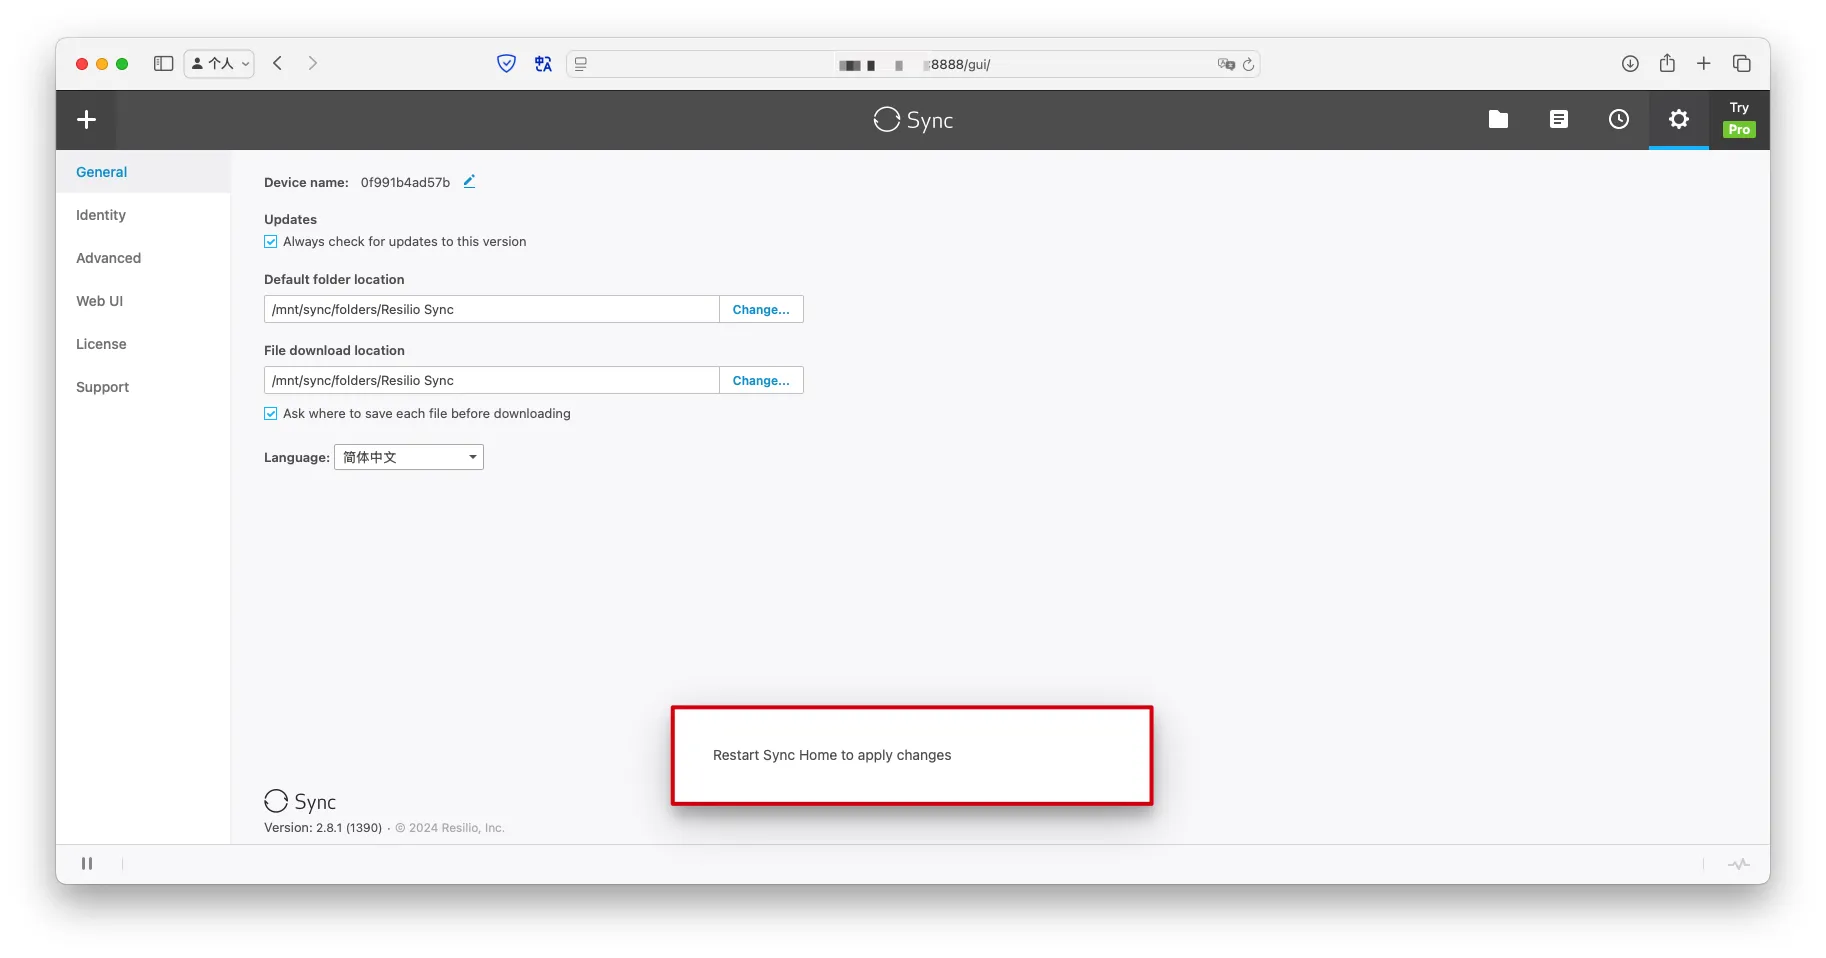 个人
8888/gui/
Sync
Try
Pro
General
Identity
Advanced
Web UI
License
Support
Device name: 0f991b4ad57b
Updates
Always check for updates to this version
Default folder location
/mnt/sync/folders/Resilio Sync
Change...
File download location
/mnt/sync/folders/Resilio Sync
Change...
Ask where to save each file before downloading
Language: 简体中文
Restart Sync Home to apply changes
Sync
Version: 2.8.1 (1390) · © 2024 Resilio, Inc.